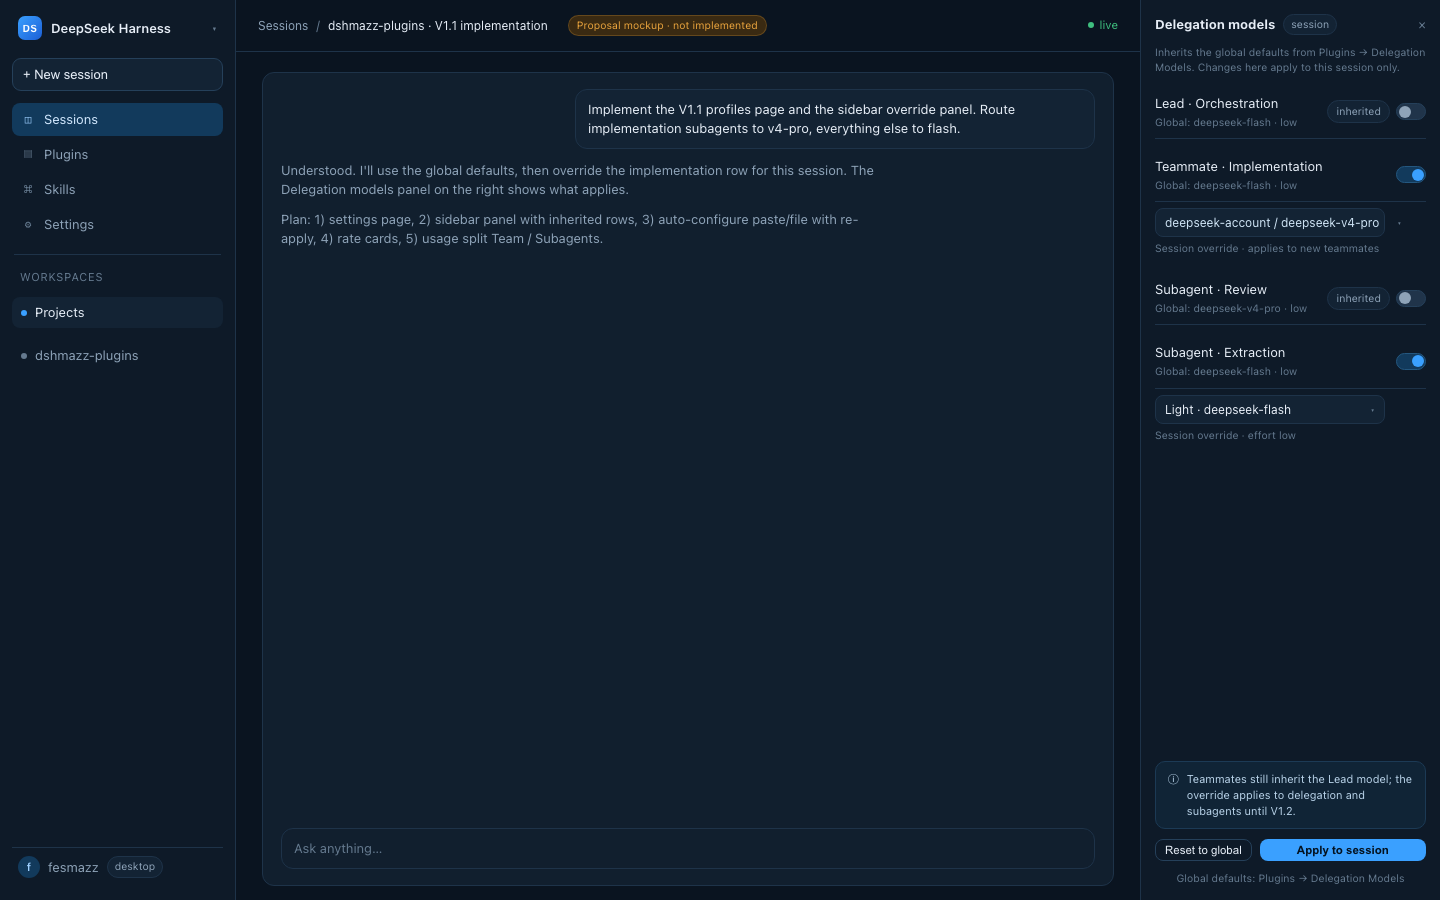 DS DeepSeek Harness
+ New session
Sessions
Plugins
Skills
Settings
WORKSPACES
Projects
dshmazz-plugins
f fesmazz desktop
Sessions / dshmazz-plugins · V1.1 implementation Proposal mockup · not implemented live
Implement the V1.1 profiles page and the sidebar override panel. Route
implementation subagents to v4-pro, everything else to flash.
Understood. I'll use the global defaults, then override the implementation row for this session. The
Delegation models panel on the right shows what applies.
Plan: 1) settings page, 2) sidebar panel with inherited rows, 3) auto-configure paste/file with re-
apply, 4) rate cards, 5) usage split Team / Subagents.
Ask anything...
Delegation models session ×
Inherits the global defaults from Plugins → Delegation
Models. Changes here apply to this session only.
Lead · Orchestration inherited
Global: deepseek-flash · low
Teammate · Implementation
Global: deepseek-flash · low
deepseek-account / deepseek-v4-pro
Session override · applies to new teammates
Subagent · Review inherited
Global: deepseek-v4-pro · low
Subagent · Extraction
Global: deepseek-flash · low
Light · deepseek-flash
Session override · effort low
ⓘ Teammates still inherit the Lead model; the
override applies to delegation and
subagents until V1.2.
Reset to global Apply to session
Global defaults: Plugins → Delegation Models